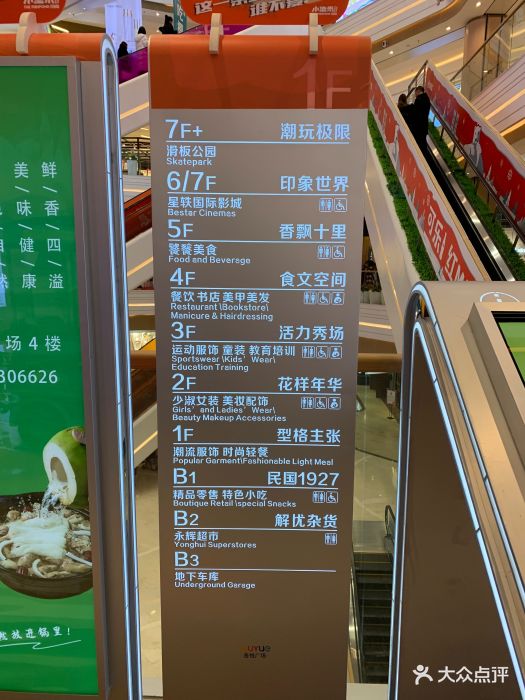 1F
7F+ 潮玩极限
滑板公园
Skatepark
6/7F 印象世界
星轶国际影城
Bestar Cinemas
5F 香飘十里
饕餮美食
Food and Beverage
4F 食文空间
餐饮 书店 美甲美发
Restaurant \Bookstore\
Manicure & Hairdressing
3F 活力秀场
运动服饰 童装 教育培训
Sportswear \Kids' Wear\
Education Training
2F 花样年华
少淑女装 美妆配饰
Girls' and Ladies' Wear\
Beauty Makeup Accessories
1F 型格主张
潮流服饰 时尚轻餐
Popular Garment\Fashionable Light Meal
B1 民国1927
精品零售 特色小吃
Boutique Retail \special Snacks
B2 解忧杂货
永辉超市
Yonghui Superstores
B3
地下车库
Underground Garage
美 鲜
味 香
健 四
康 溢
场 4 楼
306626
放进锅里!
可乐!
大众点评